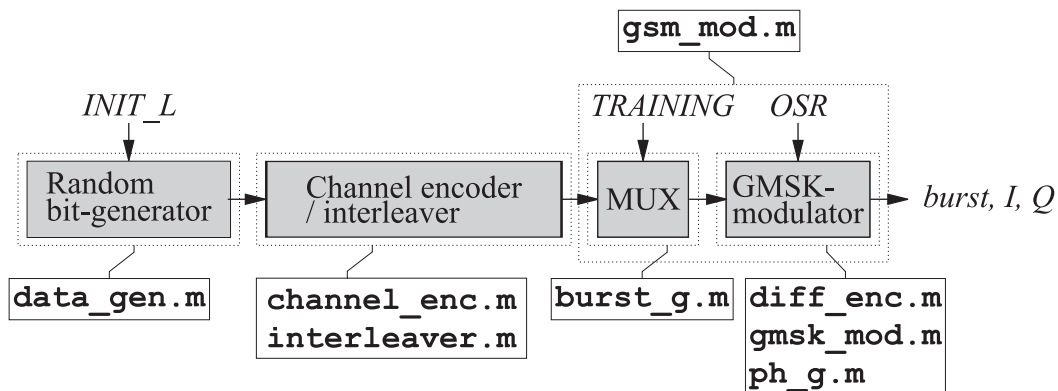 gsm_mod.m
INIT_L
TRAINING
OSR
Random
bit-generator
Channel encoder
/ interleaver
MUX
GMSK-
modulator
burst, I, Q
data_gen.m
channel_enc.m
interleaver.m
burst_g.m
diff_enc.m
gmsk_mod.m
ph_g.m